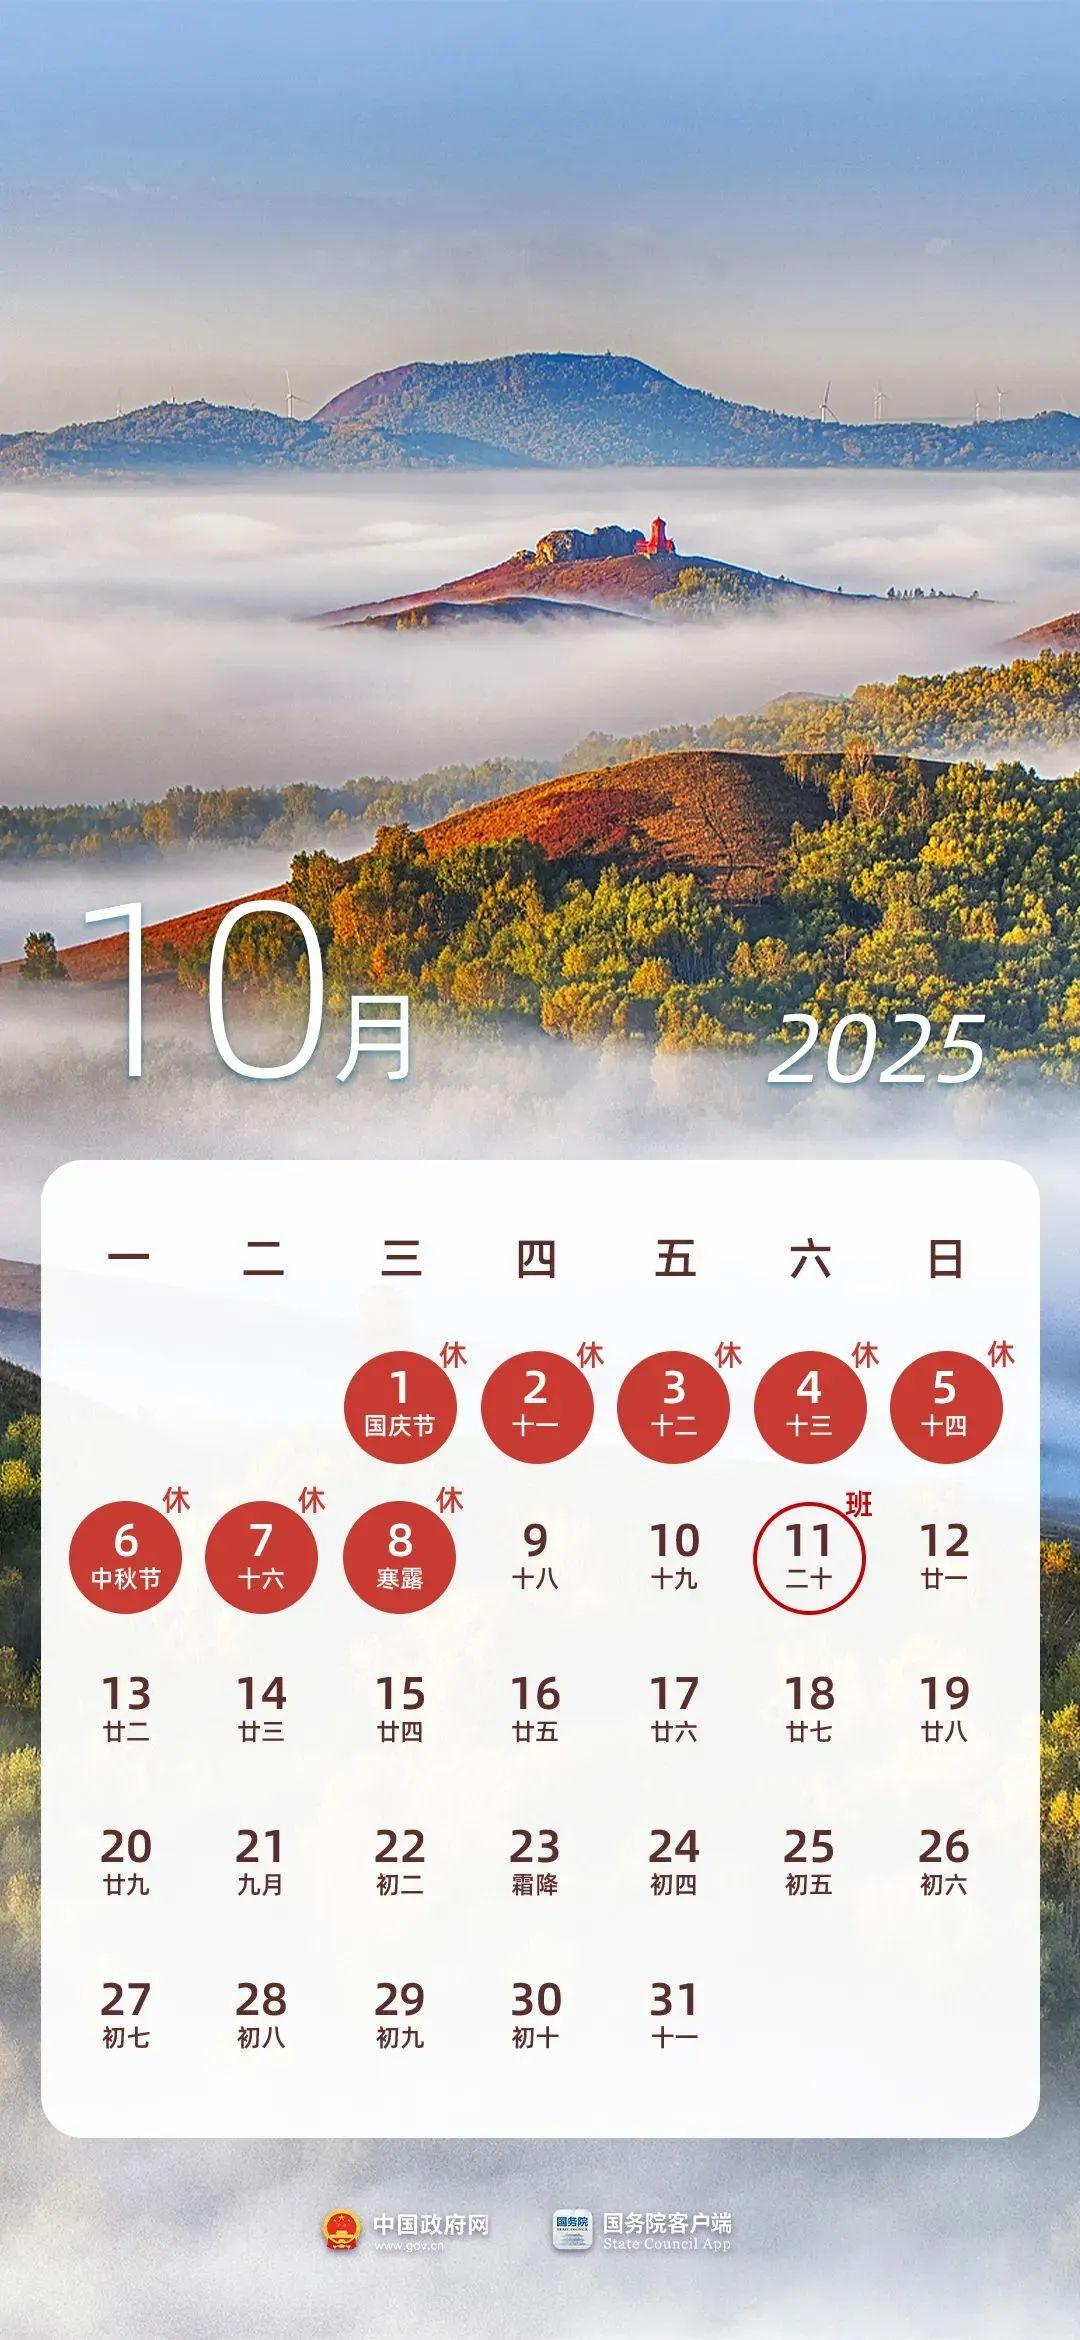 10月
2025
一 二 三 四 五 六 日
休 休 休 休 休
1 2 3 4 5
国庆节 十一 十二 十三 十四
休 休 休 班
6 7 8 9 10 11 12
中秋节 十六 寒露 十八 十九 二十 廿一
13 14 15 16 17 18 19
廿二 廿三 廿四 廿五 廿六 廿七 廿八
20 21 22 23 24 25 26
廿九 九月 初二 霜降 初四 初五 初六
27 28 29 30 31
初七 初八 初九 初十 十一
中国政府网 国务院 国务院客户端
www.gov.cn State Council App